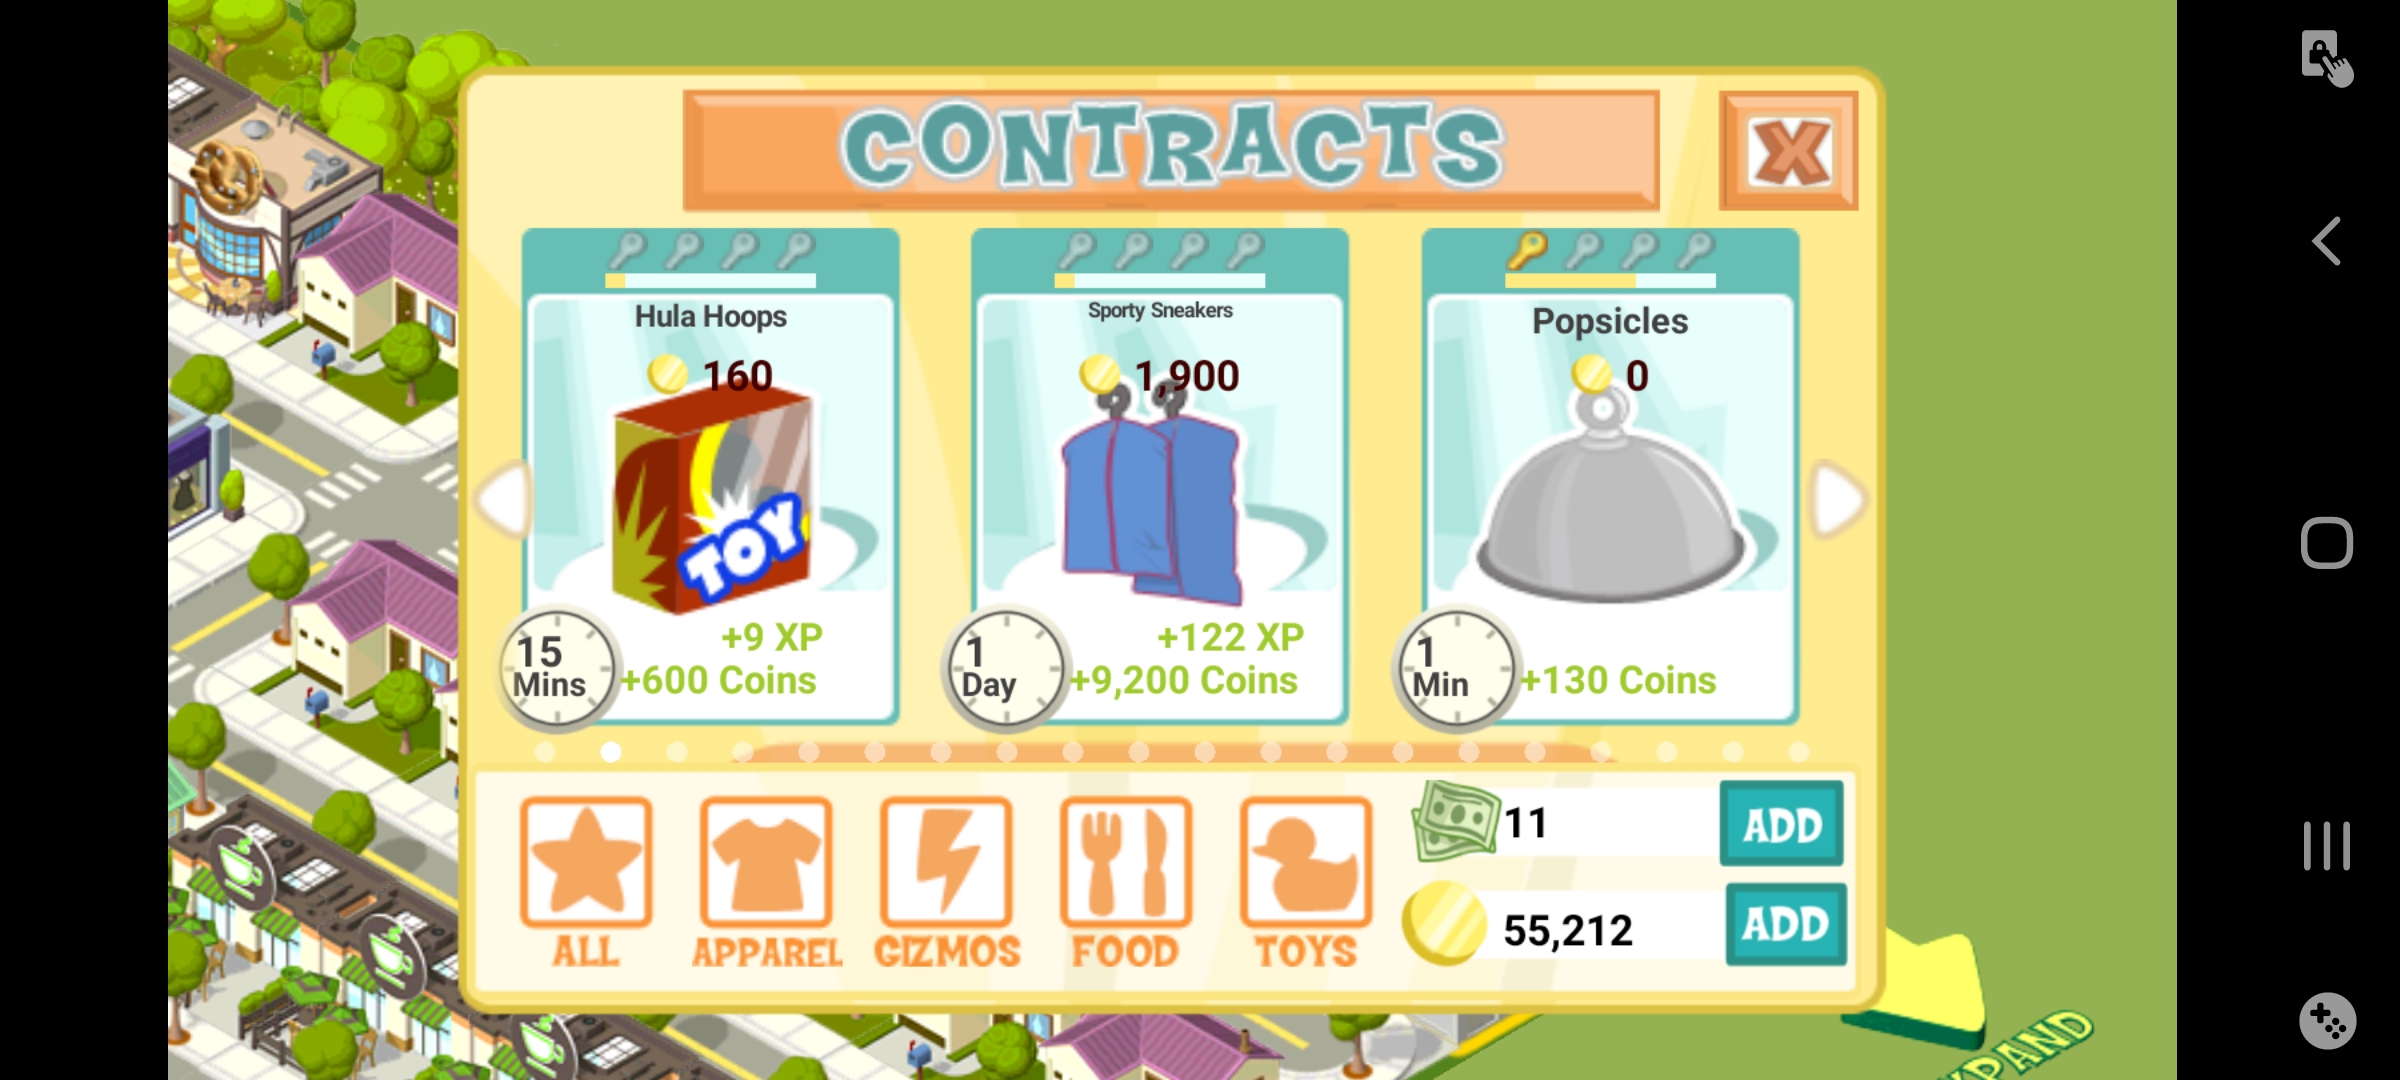 CONTRACTS
X
Hula Hoops
160
TOY
15
Mins
+9 XP
+600 Coins
Sporty Sneakers
1,900
1
Day
+122 XP
+9,200 Coins
Popsicles
0
1
Min
+130 Coins
ALL
APPAREL
GIZMOS
FOOD
TOYS
11
ADD
55,212
ADD
XPAND